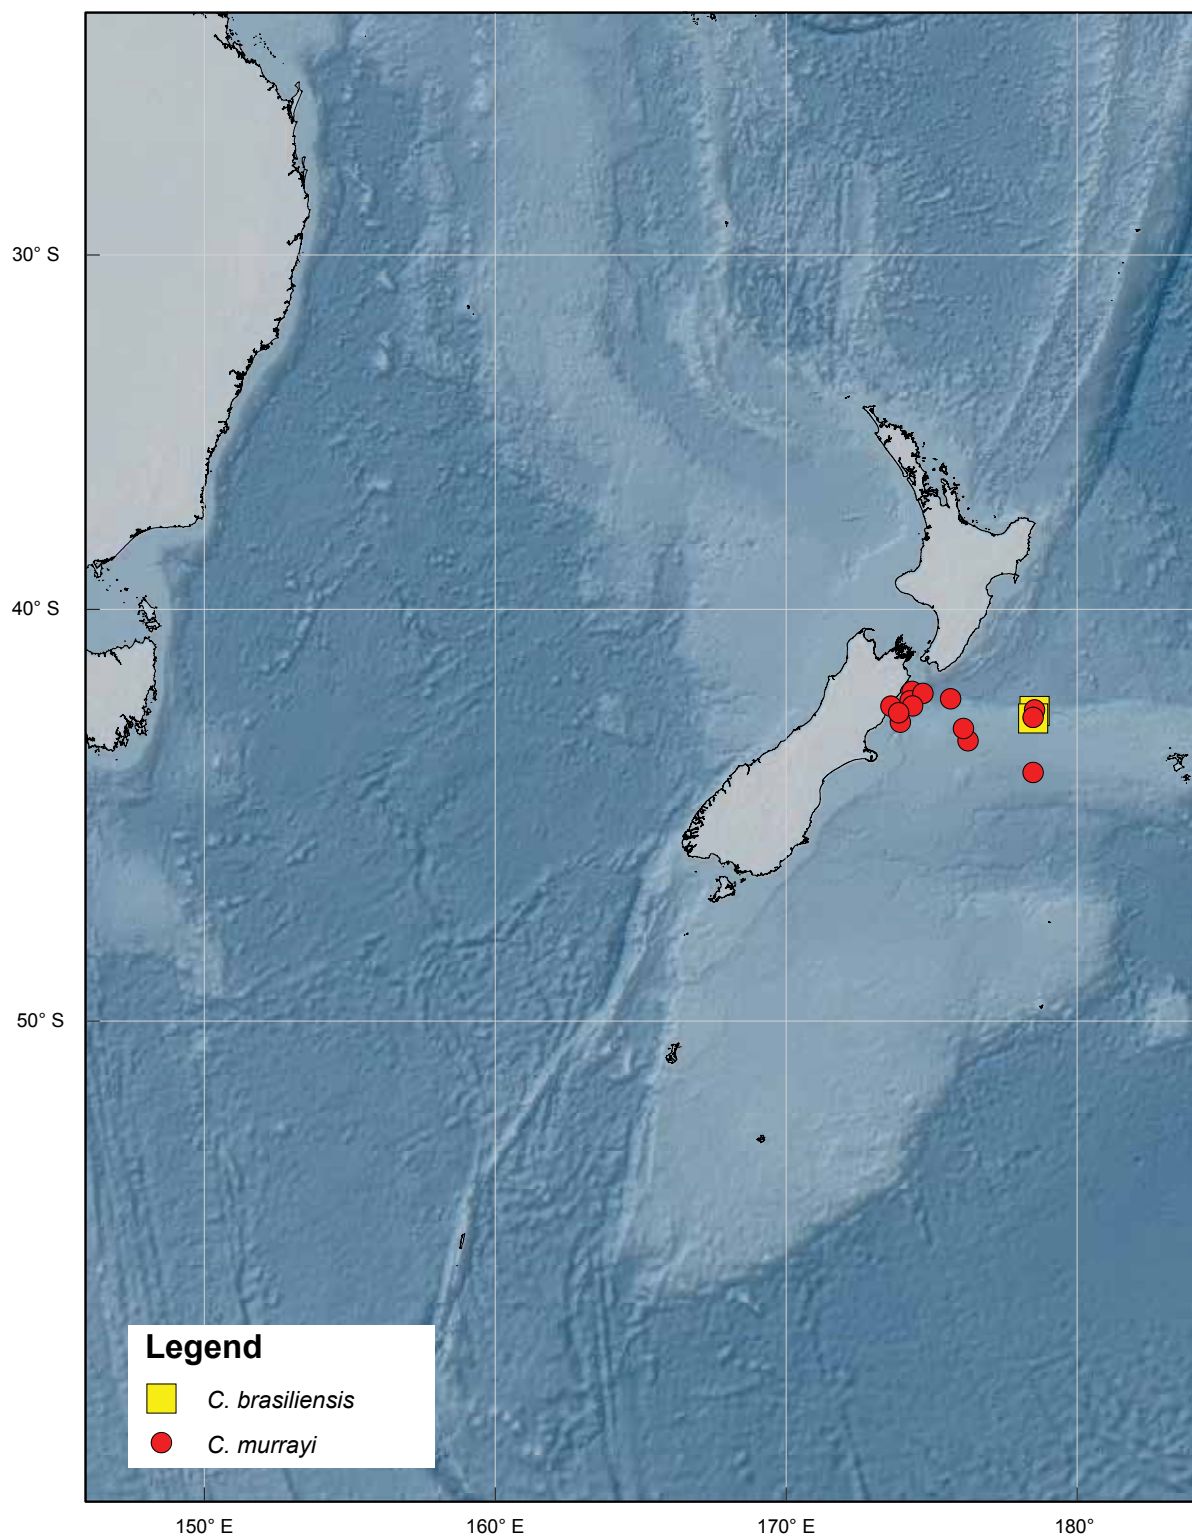 30° S
40° S
50° S
Legend
C. brasiliensis
C. murrayi
150° E
160° E
170° E
180°